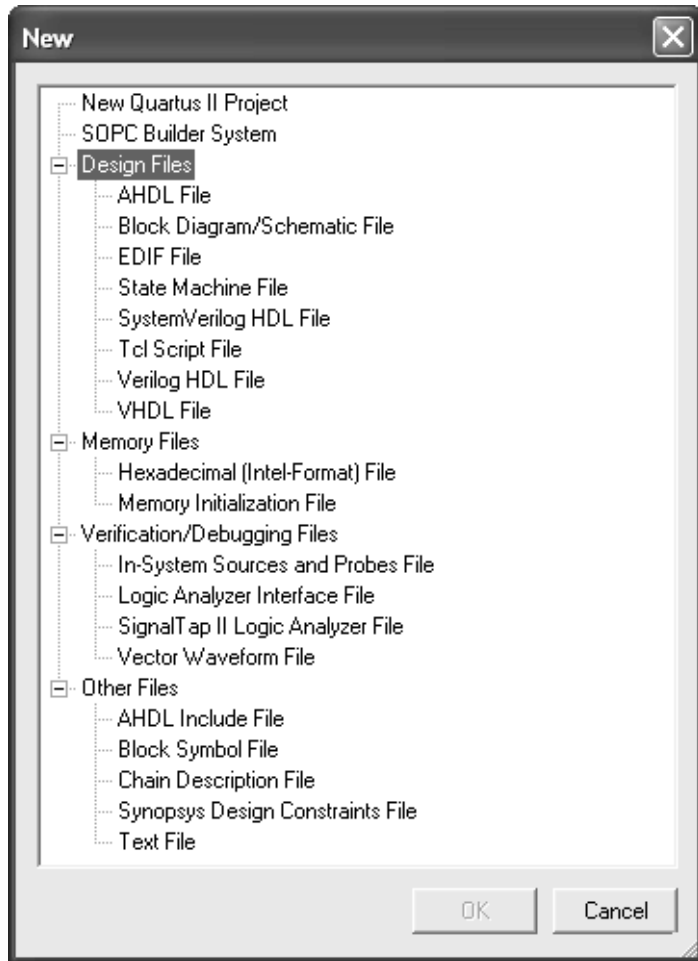 New
New Quartus II Project
SOPC Builder System
Design Files
AHDL File
Block Diagram/Schematic File
EDIF File
State Machine File
SystemVerilog HDL File
Tcl Script File
Verilog HDL File
VHDL File
Memory Files
Hexadecimal (Intel-Format) File
Memory Initialization File
Verification/Debugging Files
In-System Sources and Probes File
Logic Analyzer Interface File
SignalTap II Logic Analyzer File
Vector Waveform File
Other Files
AHDL Include File
Block Symbol File
Chain Description File
Synopsys Design Constraints File
Text File
OK Cancel